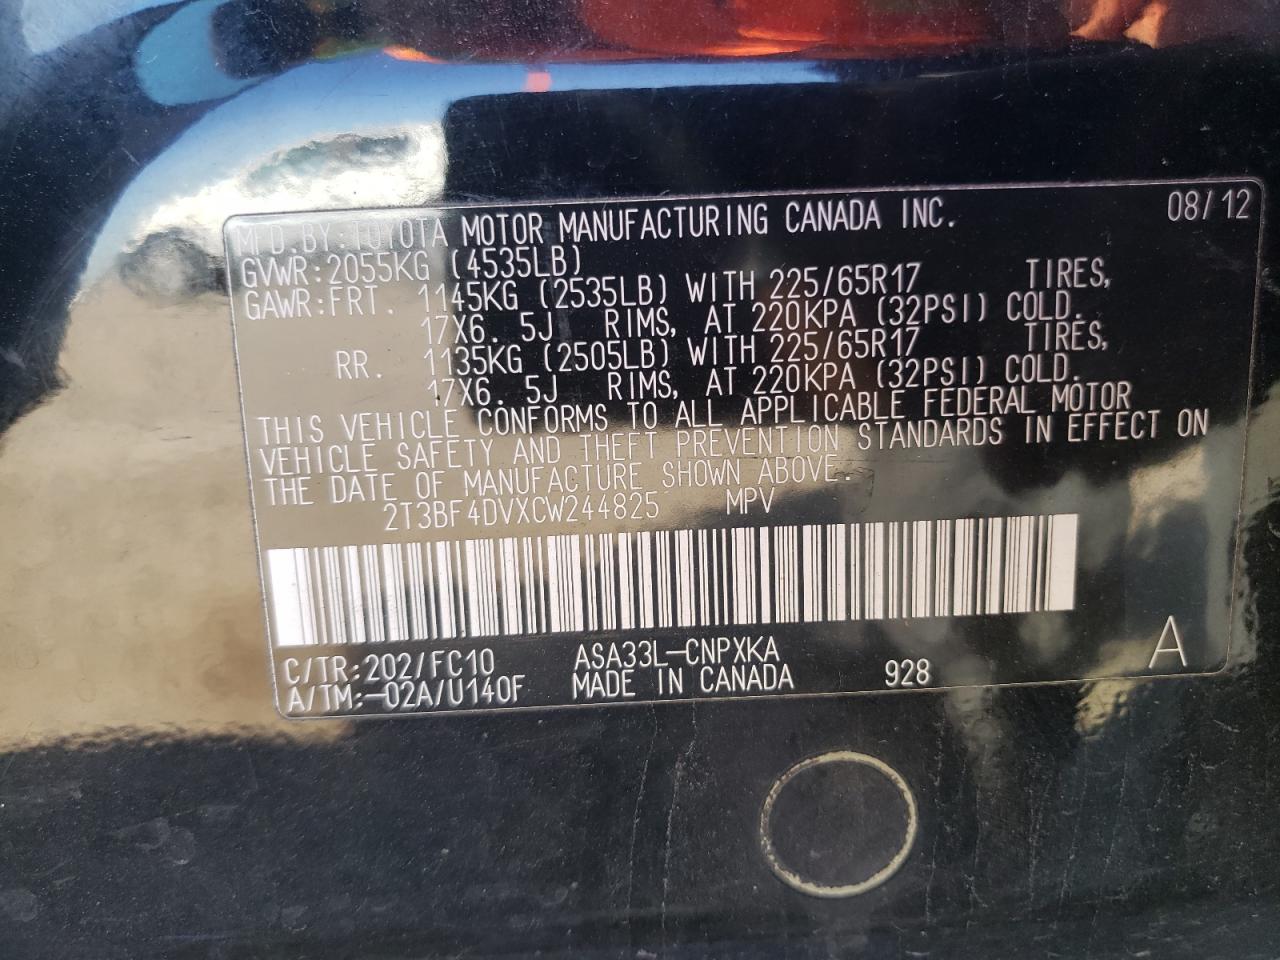 MFD.BY:TOYOTA MOTOR MANUFACTURING CANADA INC. 08/12
GVWR:2055KG (4535LB)
GAWR:FRT. 1145KG (2535LB) WITH 225/65R17 TIRES,
17X6. 5J RIMS, AT 220KPA (32PSI) COLD.
RR. 1135KG (2505LB) WITH 225/65R17 TIRES,
17X6. 5J RIMS, AT 220KPA (32PSI) COLD.
THIS VEHICLE CONFORMS TO ALL APPLICABLE FEDERAL MOTOR
VEHICLE SAFETY AND THEFT PREVENTION STANDARDS IN EFFECT ON
THE DATE OF MANUFACTURE SHOWN ABOVE.
2T3BF4DVXCW244825 MPV
C/TR:202/FC10 ASA33L-CNPXKA A
A/TM:-02A/U140F MADE IN CANADA 928